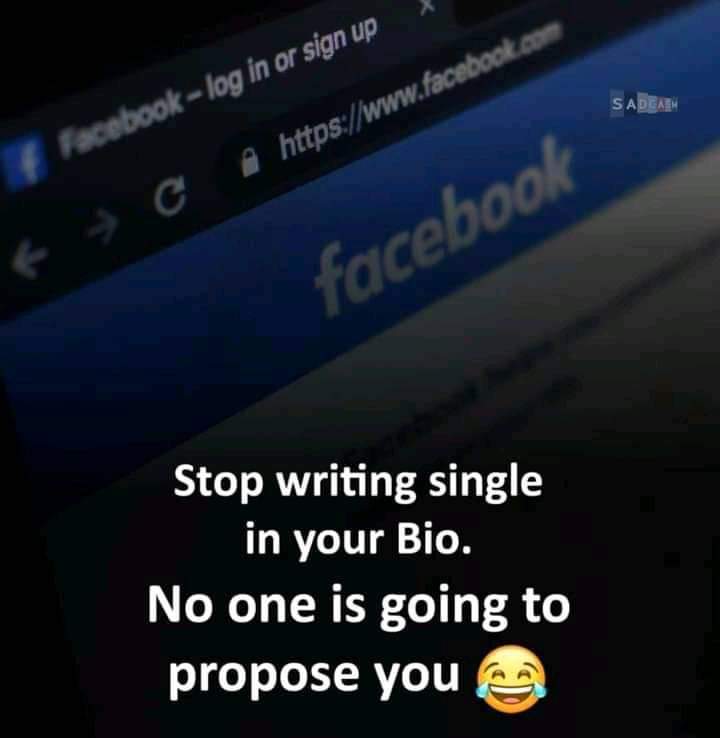 Facebook – log in or sign up
https://www.facebook.com
SADCASM
facebook
Stop writing single
in your Bio.
No one is going to
propose you 😂